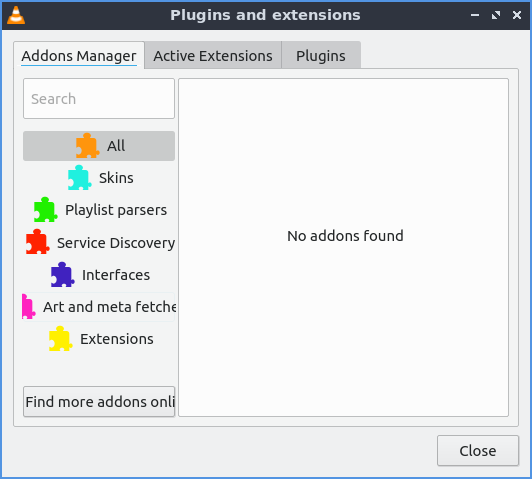 Plugins and extensions
Addons Manager
Active Extensions
Plugins
Search
All
Skins
Playlist parsers
Service Discovery
Interfaces
Art and meta fetche
Extensions
No addons found
Find more addons onli
Close